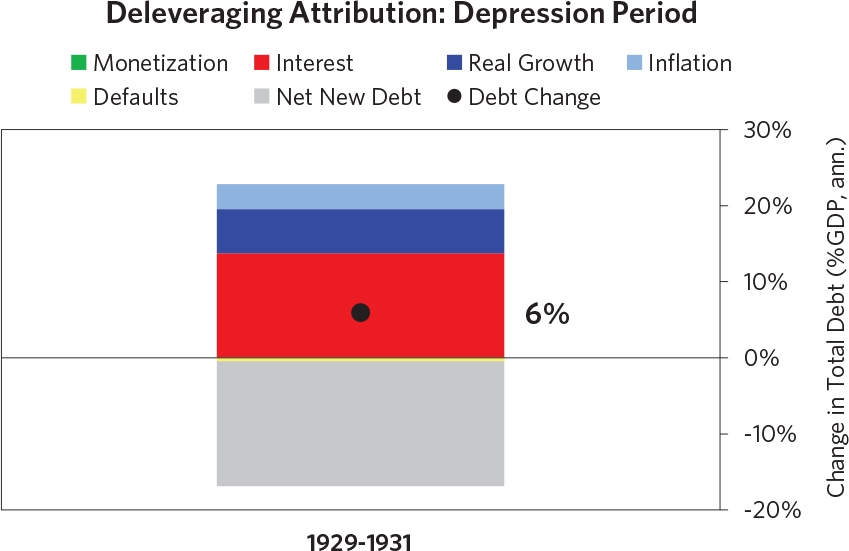 Deleveraging Attribution: Depression Period
Monetization Interest Real Growth Inflation
Defaults Net New Debt Debt Change
30%
20%
10%
6%
0%
-10%
-20%
Change in Total Debt (%GDP, ann.)
1929-1931